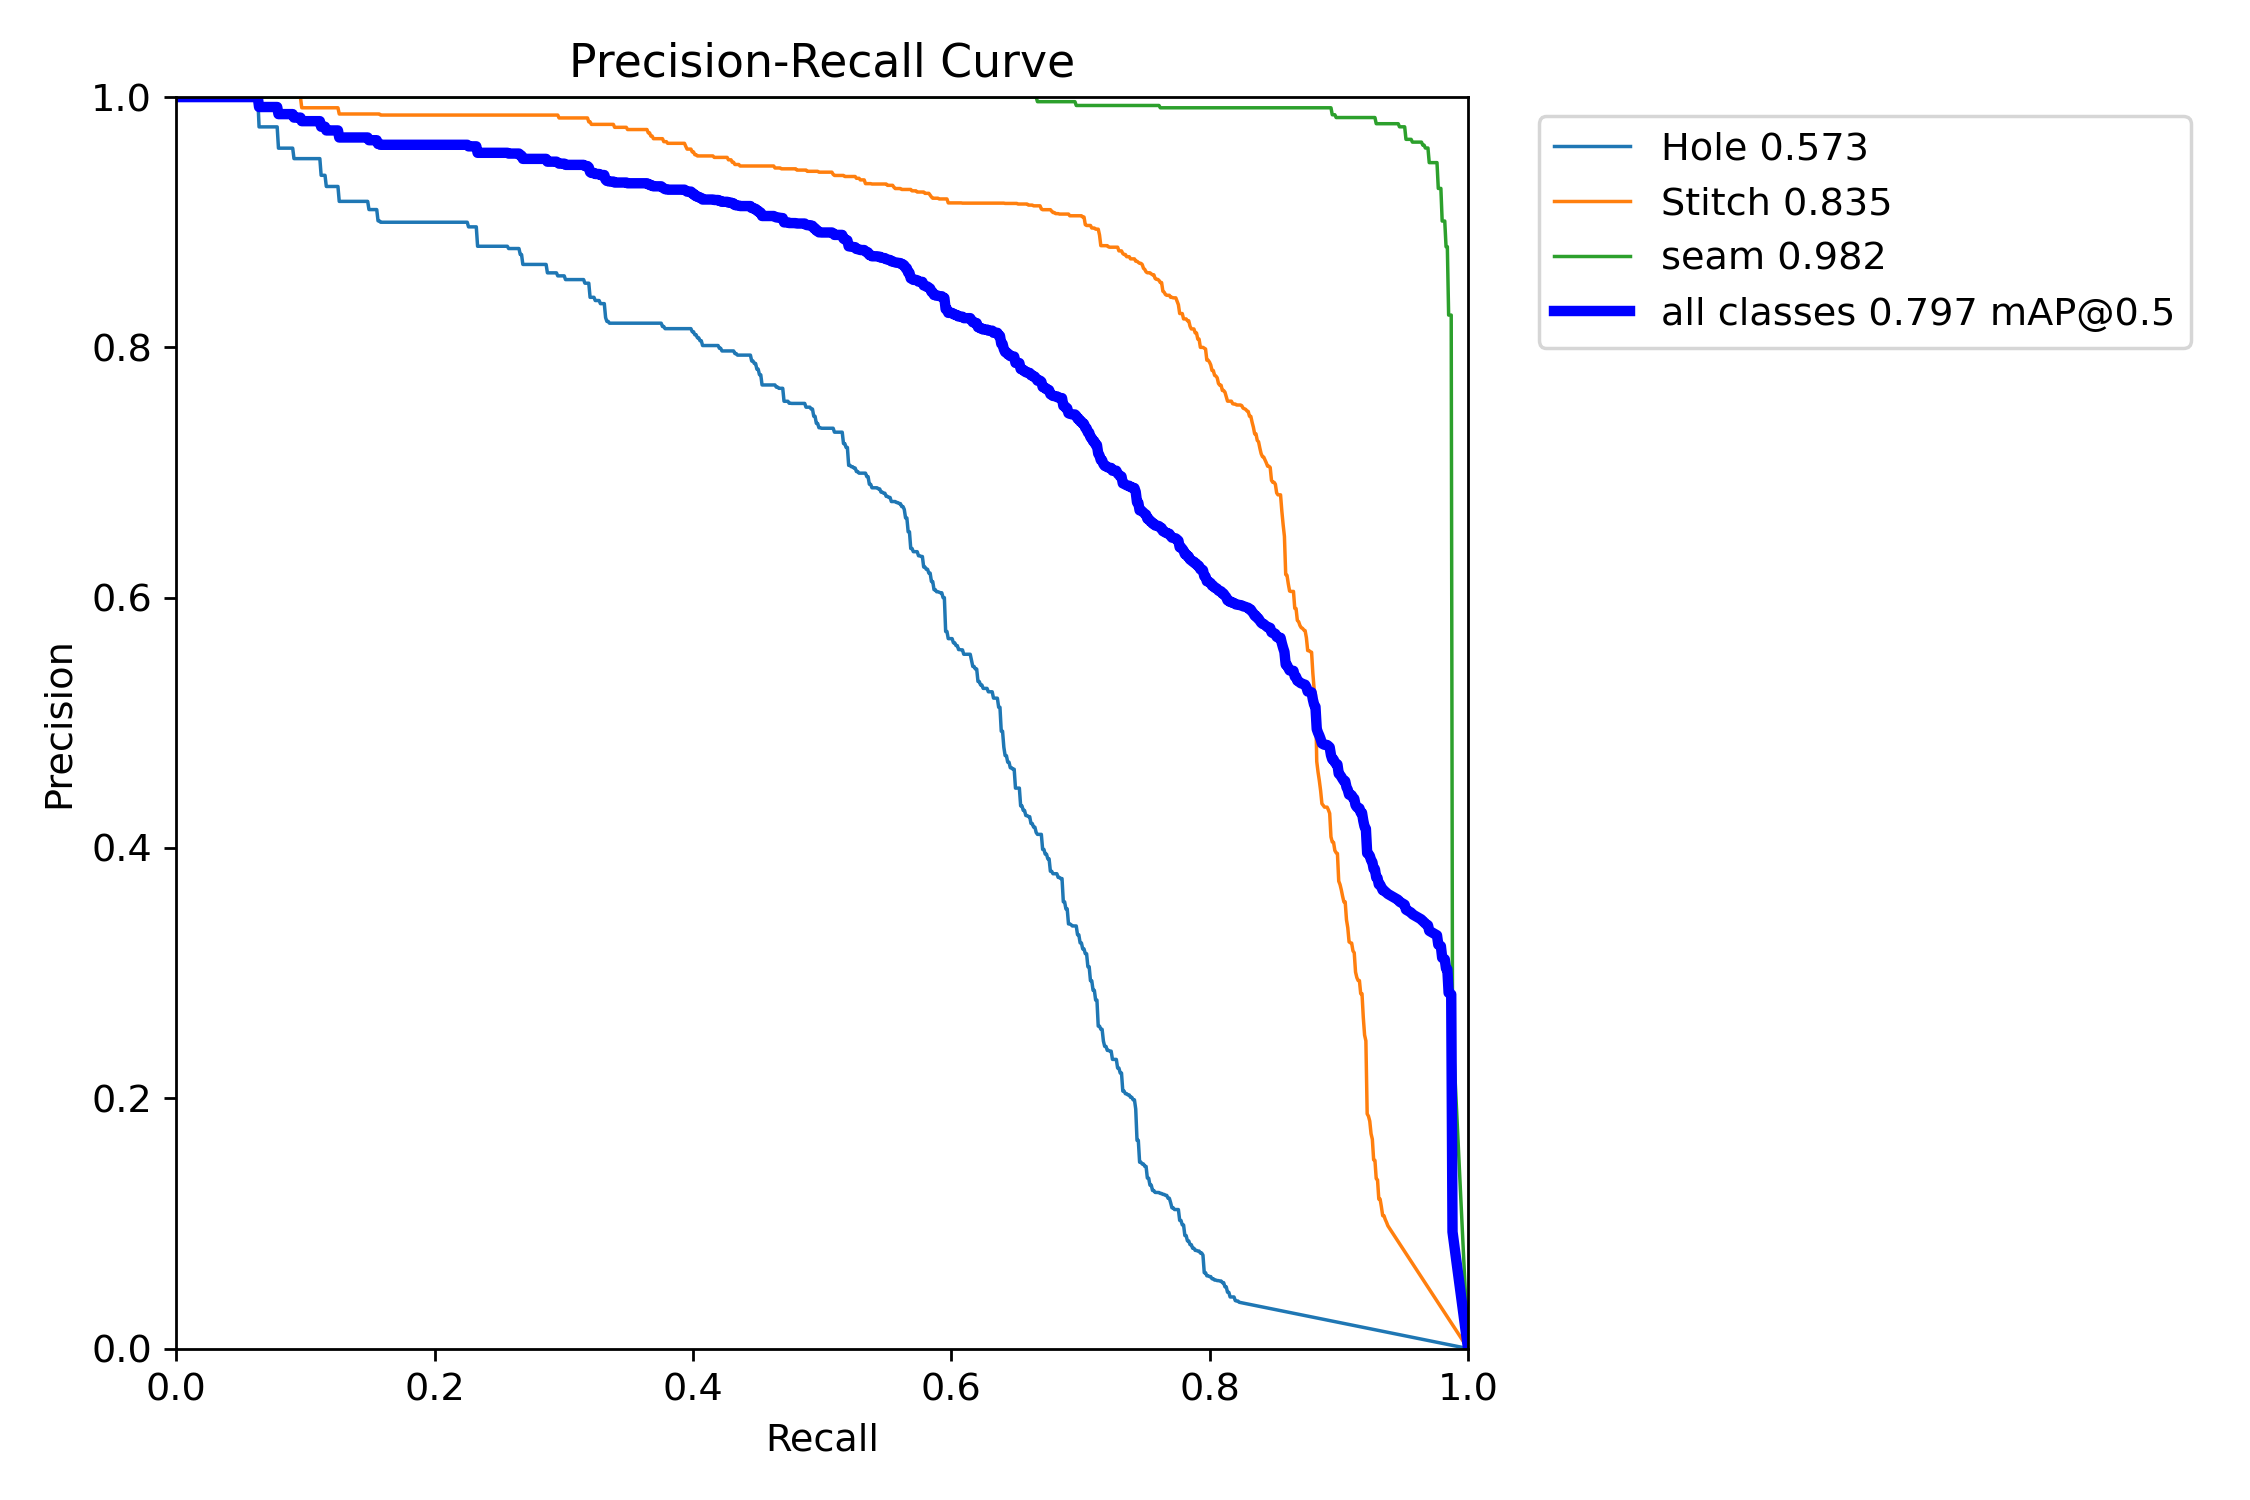 Precision-Recall Curve
1.0
0.8
0.6
0.4
0.2
0.0
Precision
0.0 0.2 0.4 0.6 0.8 1.0
Recall
Hole 0.573
Stitch 0.835
seam 0.982
all classes 0.797 mAP@0.5